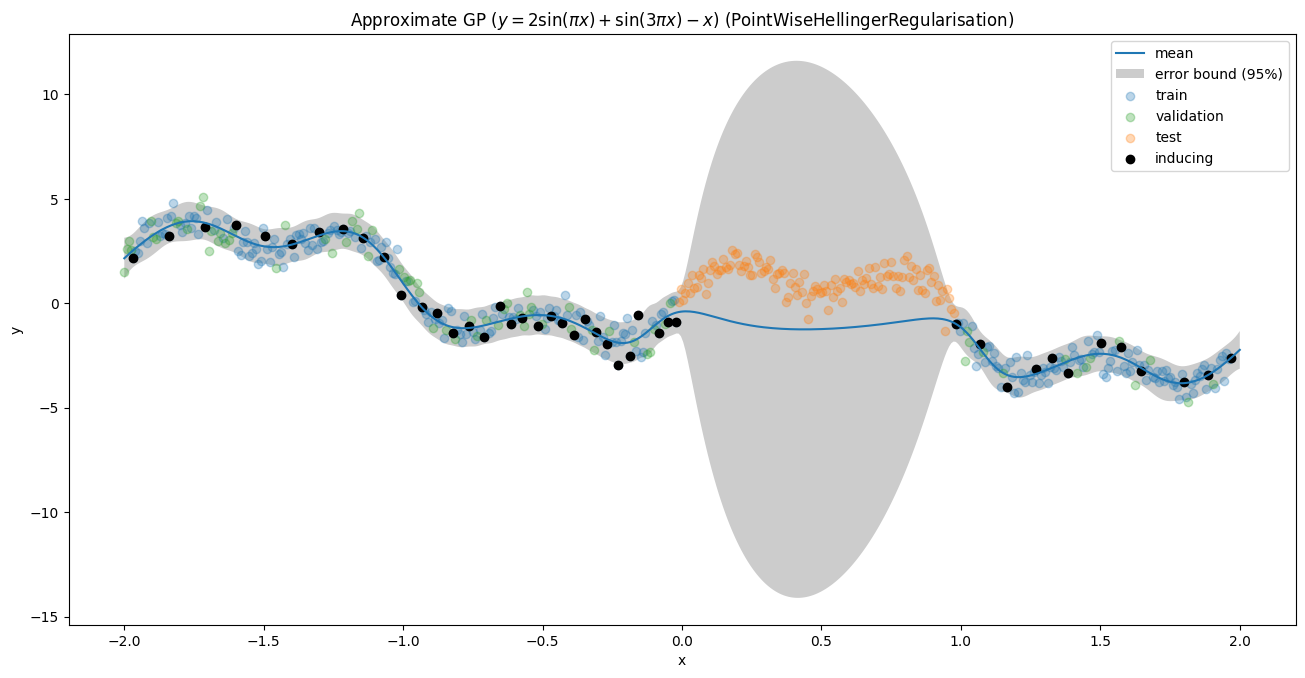 Approximate GP (y = 2sin(πx) + sin(3πx) − x) (PointWiseHellingerRegularisation)
mean
error bound (95%)
train
validation
test
inducing
10
5
0
−5
−10
−15
y
−2.0 −1.5 −1.0 −0.5 0.0 0.5 1.0 1.5 2.0
x